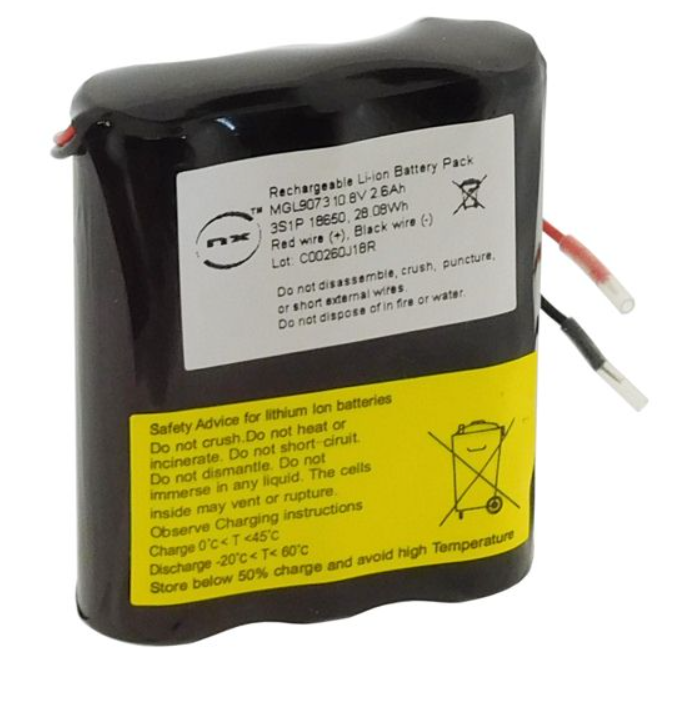 nx
TM
Rechargeable Li-ion Battery Pack
MGL9073 10.8V 2.6Ah
3S1P 18650, 28.08Wh
Red wire (+), Black wire (-)
Lot: C00260J18R
Do not disassemble, crush, puncture,
or short external wires.
Do not dispose of in fire or water.
Safety Advice for lithium Ion batteries
Do not crush.Do not heat or
incinerate. Do not short-ciruit.
Do not dismantle. Do not
immerse in any liquid. The cells
inside may vent or rupture.
Observe Charging instructions
Charge 0°c < T <45°c
Discharge -20°c < T< 60°c
Store below 50% charge and avoid high Temperature